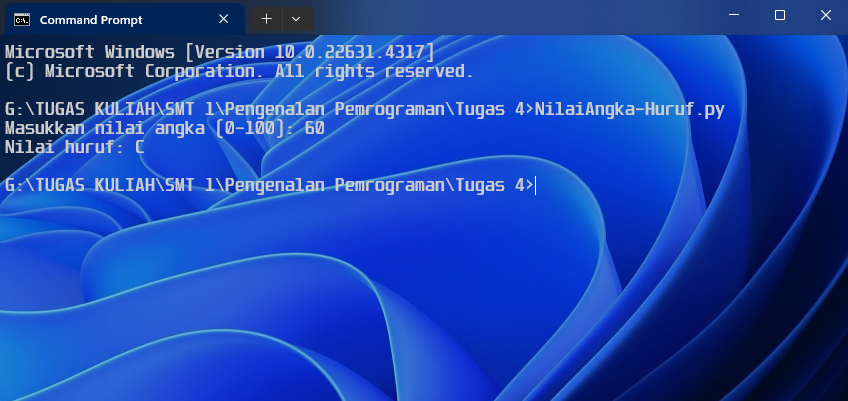 Command Prompt
Microsoft Windows [Version 10.0.22631.4317]
(c) Microsoft Corporation. All rights reserved.
G:\TUGAS KULIAH\SMT 1\Pengenalan Pemrograman\Tugas 4>NilaiAngka-Huruf.py
Masukkan nilai angka [0-100]: 60
Nilai huruf: C
G:\TUGAS KULIAH\SMT 1\Pengenalan Pemrograman\Tugas 4>